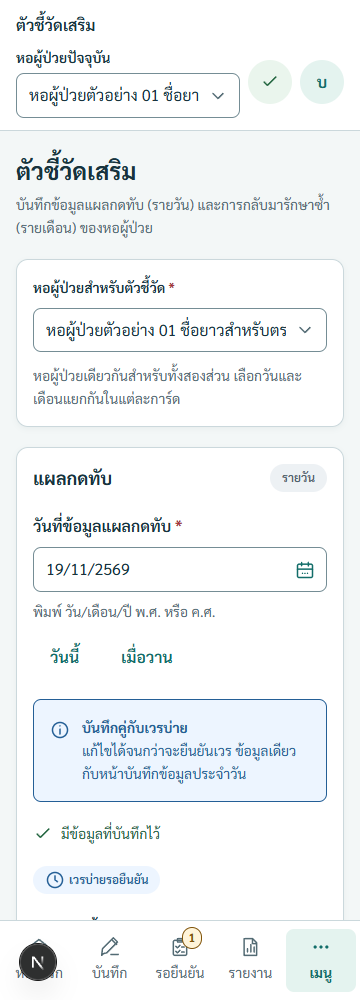 ตัวชี้วัดเสริม
หอผู้ป่วยปัจจุบัน
หอผู้ป่วยตัวอย่าง 01 ชื่อยา
บ
ตัวชี้วัดเสริม
บันทึกข้อมูลแผลกดทับ (รายวัน) และการกลับมารักษาซ้ำ
(รายเดือน) ของหอผู้ป่วย
หอผู้ป่วยสำหรับตัวชี้วัด *
หอผู้ป่วยตัวอย่าง 01 ชื่อยาวสำหรับตร
หอผู้ป่วยเดียวกันสำหรับทั้งสองส่วน เลือกวันและ
เดือนแยกกันในแต่ละการ์ด
แผลกดทับ
รายวัน
วันที่ข้อมูลแผลกดทับ *
19/11/2569
พิมพ์ วัน/เดือน/ปี พ.ศ. หรือ ค.ศ.
วันนี้ เมื่อวาน
บันทึกคู่กับเวรบ่าย
แก้ไขได้จนกว่าจะยืนยันเวร ข้อมูลเดียว
กับหน้าบันทึกข้อมูลประจำวัน
มีข้อมูลที่บันทึกไว้
เวรบ่ายรอยืนยัน
1
N
บันทึก รอยืนยัน รายงาน เมนู